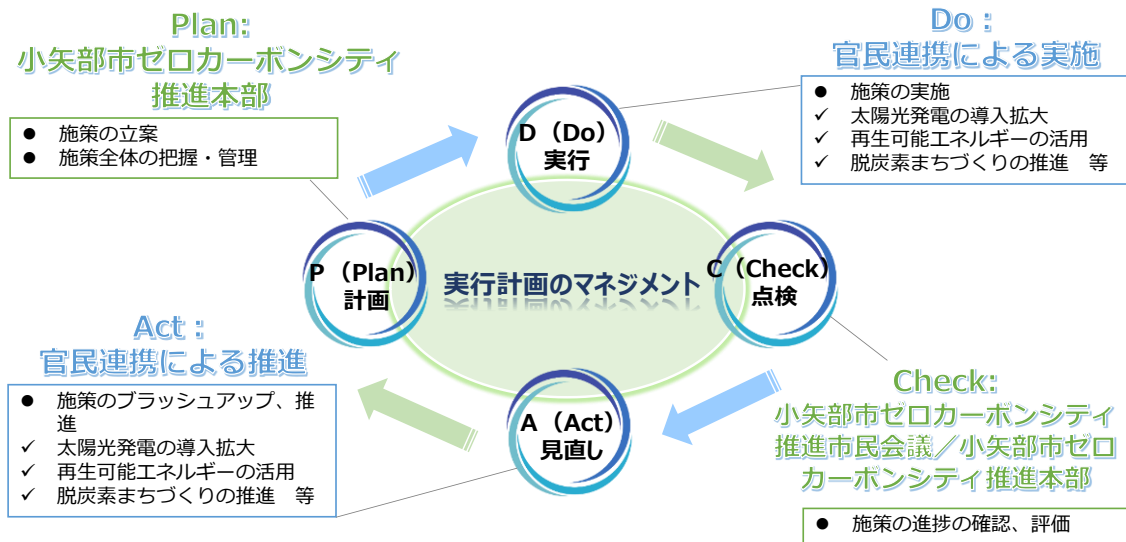 Plan:
小矢部市ゼロカーボンシティ
推進本部
● 施策の立案
● 施策全体の把握・管理
Do：
官民連携による実施
● 施策の実施
✓ 太陽光発電の導入拡大
✓ 再生可能エネルギーの活用
✓ 脱炭素まちづくりの推進　等
D（Do）
実行
P（Plan）
計画
実行計画のマネジメント
C（Check）
点検
A（Act）
見直し
Act：
官民連携による推進
● 施策のブラッシュアップ、推
進
✓ 太陽光発電の導入拡大
✓ 再生可能エネルギーの活用
✓ 脱炭素まちづくりの推進　等
Check:
小矢部市ゼロカーボンシティ
推進市民会議／小矢部市ゼロ
カーボンシティ推進本部
● 施策の進捗の確認、評価